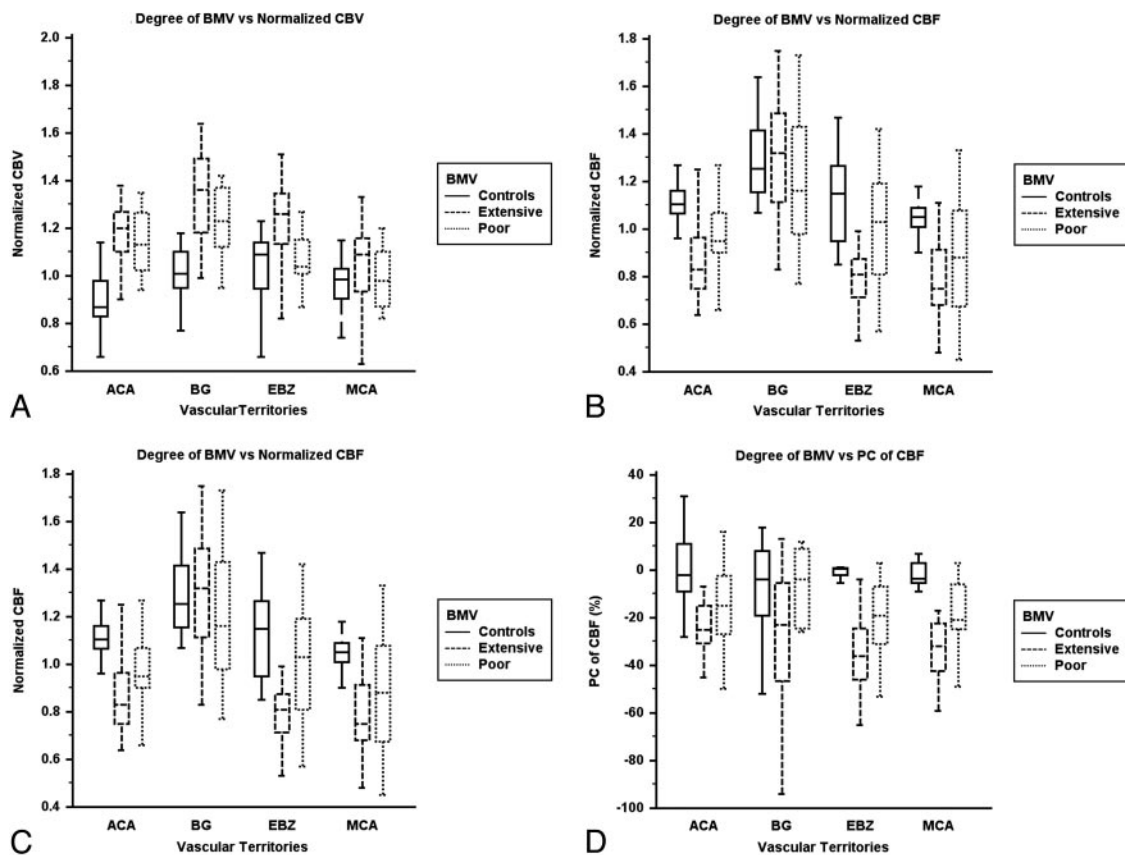 A
Degree of BMV vs Normalized CBV
Normalized CBV
2.0
1.8
1.6
1.4
1.2
1.0
0.8
0.6
ACA BG EBZ MCA
VascularTerritories
BMV
Controls
Extensive
Poor
B
Degree of BMV vs Normalized CBF
Normalized CBF
1.8
1.6
1.4
1.2
1.0
0.8
0.6
0.4
ACA BG EBZ MCA
Vascular Territories
BMV
Controls
Extensive
Poor
C
Degree of BMV vs Normalized CBF
Normalized CBF
1.8
1.6
1.4
1.2
1.0
0.8
0.6
0.4
ACA BG EBZ MCA
Vascular Territories
BMV
Controls
Extensive
Poor
D
Degree of BMV vs PC of CBF
PC of CBF (%)
40
20
0
-20
-40
-60
-80
-100
ACA BG EBZ MCA
Vascular Territories
BMV
Controls
Extensive
Poor